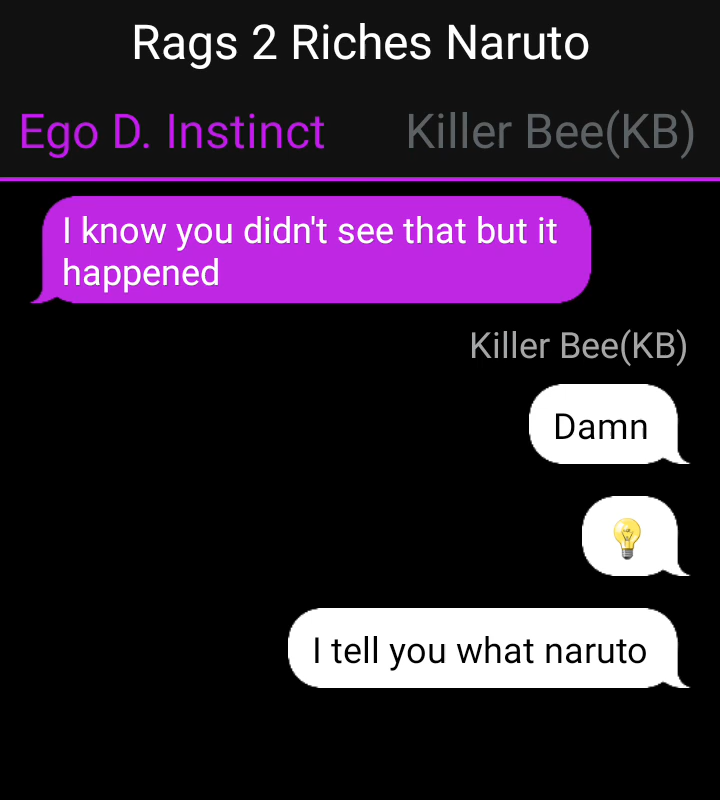 Rags 2 Riches Naruto
Ego D. Instinct Killer Bee(KB)
I know you didn't see that but it
happened
Killer Bee(KB)
Damn
💡
I tell you what naruto